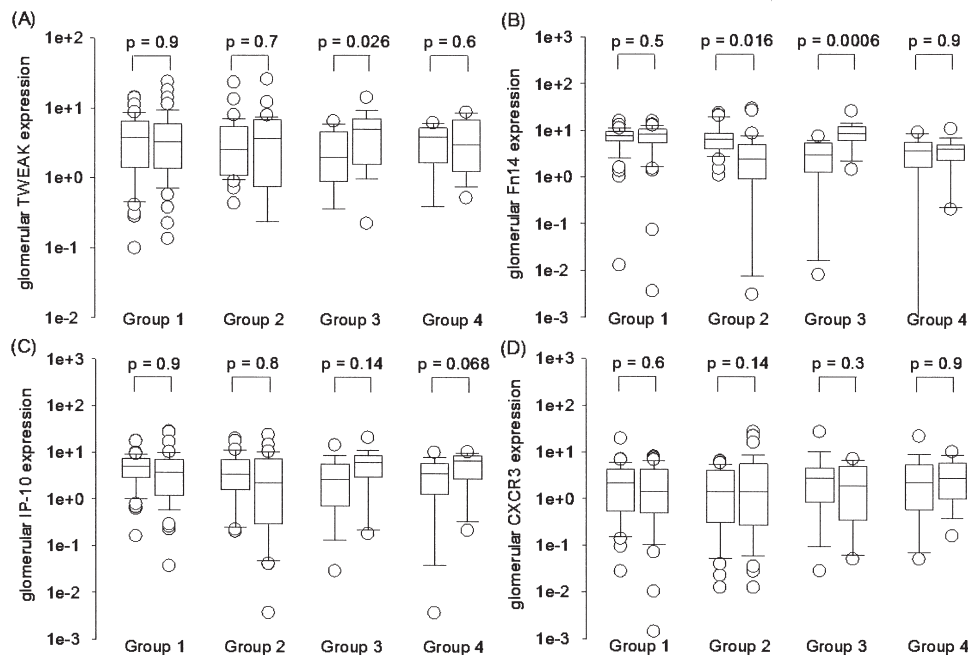 (A)
glomerular TWEAK expression
1e+2
1e+1
1e+0
1e-1
1e-2
p = 0.9
p = 0.7
p = 0.026
p = 0.6
Group 1
Group 2
Group 3
Group 4
(B)
glomerular Fn14 expression
1e+3
1e+2
1e+1
1e+0
1e-1
1e-2
1e-3
p = 0.5
p = 0.016
p = 0.0006
p = 0.9
Group 1
Group 2
Group 3
Group 4
(C)
glomerular IP-10 expression
1e+3
1e+2
1e+1
1e+0
1e-1
1e-2
1e-3
p = 0.9
p = 0.8
p = 0.14
p = 0.068
Group 1
Group 2
Group 3
Group 4
(D)
glomerular CXCR3 expression
1e+3
1e+2
1e+1
1e+0
1e-1
1e-2
1e-3
p = 0.6
p = 0.14
p = 0.3
p = 0.9
Group 1
Group 2
Group 3
Group 4